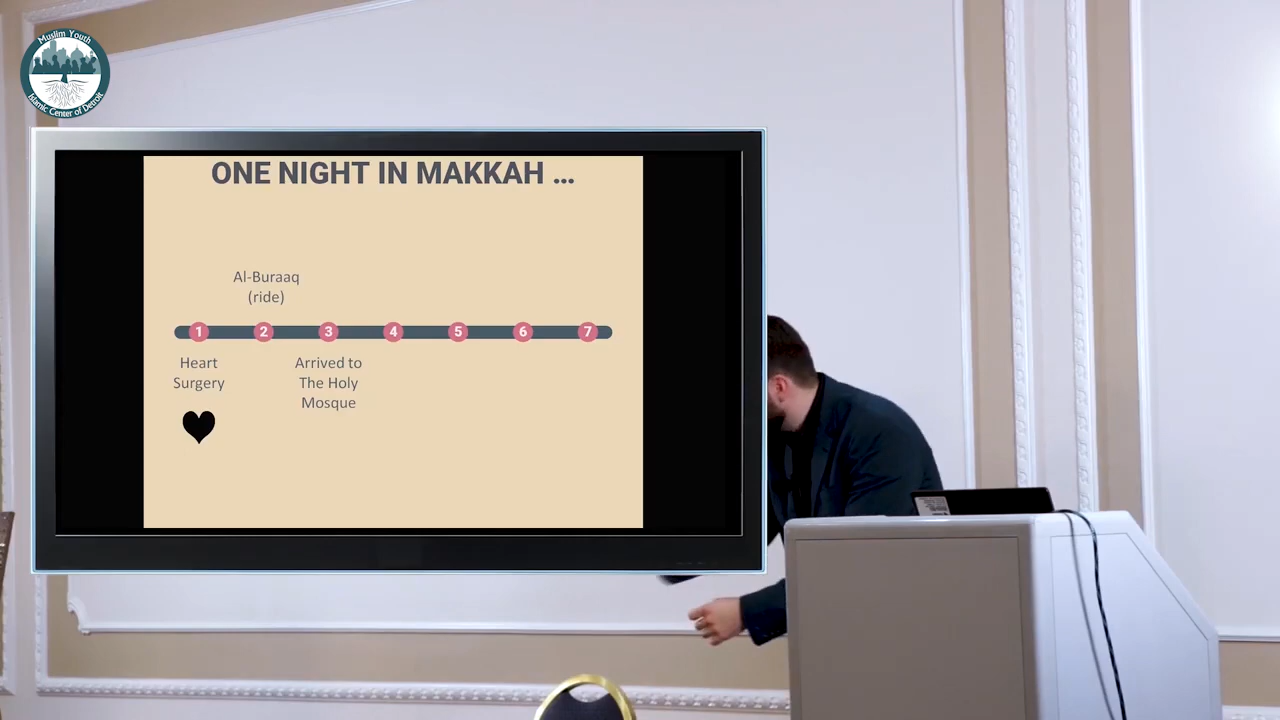 Muslim Youth
Islamic Center of Detroit
ONE NIGHT IN MAKKAH ...
Al-Buraaq
(ride)
1 2 3 4 5 6 7
Heart
Surgery
Arrived to
The Holy
Mosque